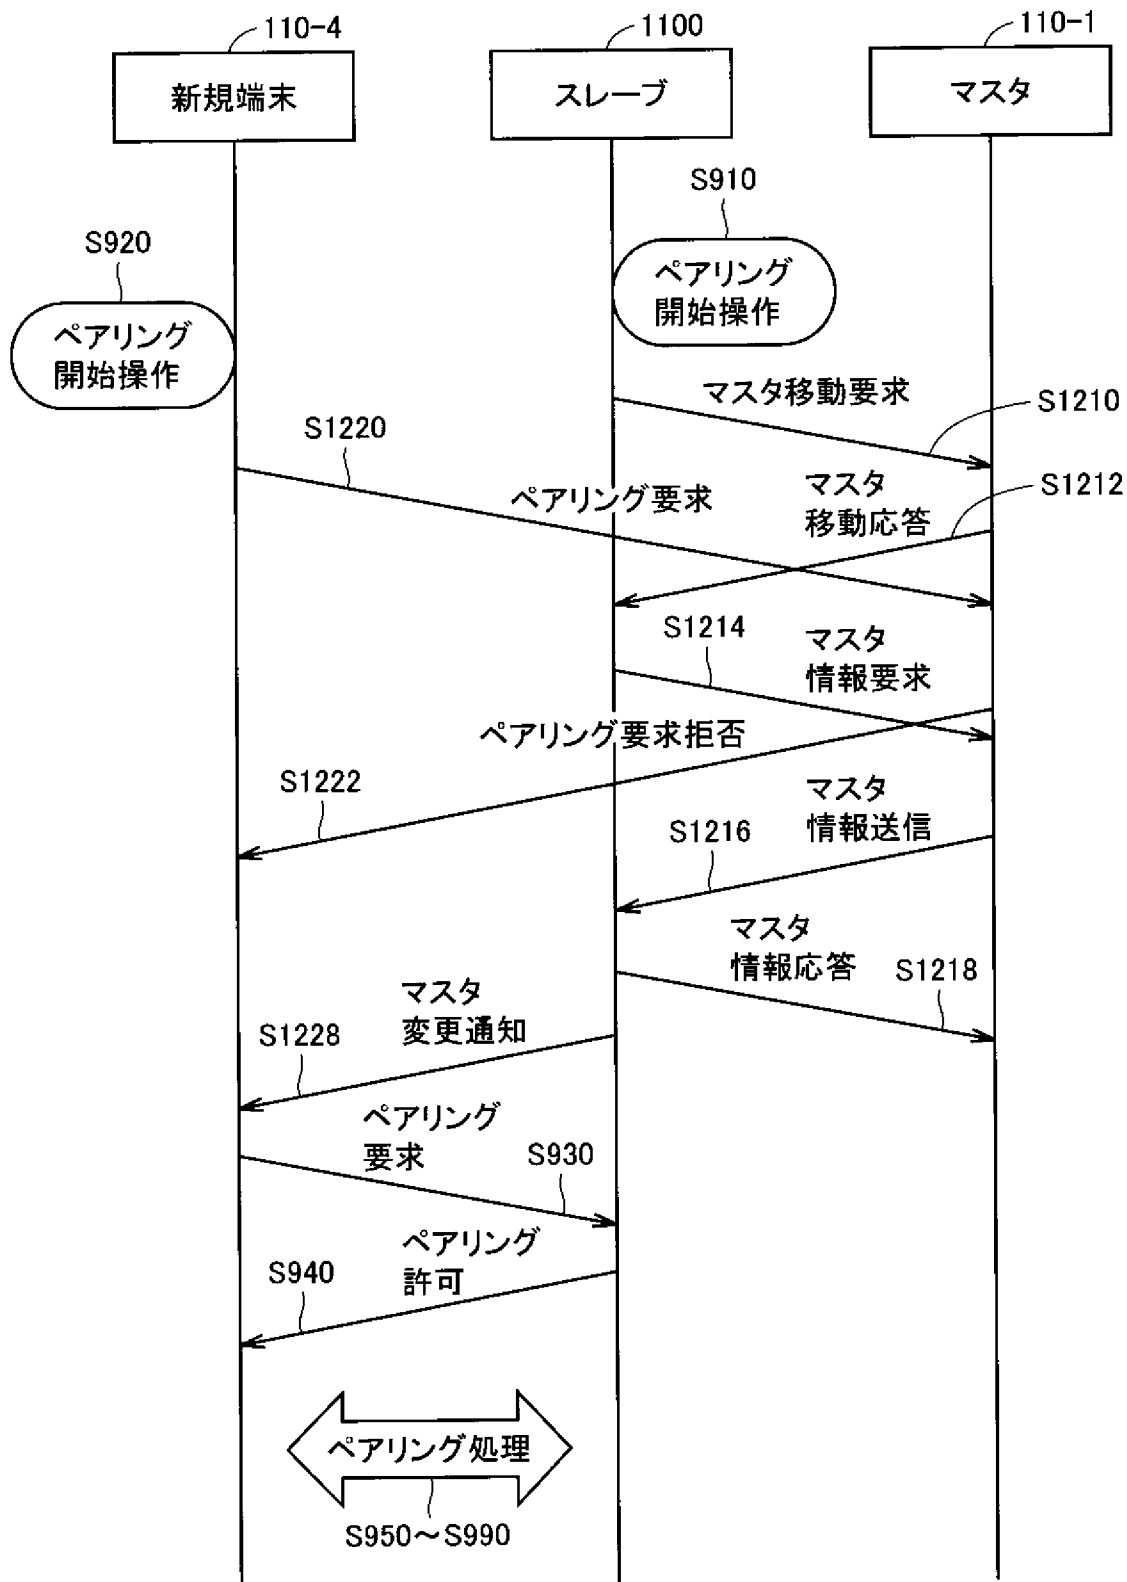 110-4
1100
110-1
新規端末
スレーブ
マスタ
S910
S920
ペアリング
開始操作
ペアリング
開始操作
マスタ移動要求
S1210
S1220
ペアリング要求
マスタ
移動応答
S1212
S1214
マスタ
情報要求
ペアリング要求拒否
S1222
マスタ
情報送信
S1216
マスタ
情報応答
S1218
マスタ
変更通知
S1228
ペアリング
要求
S930
ペアリング
許可
S940
ペアリング処理
S950～S990